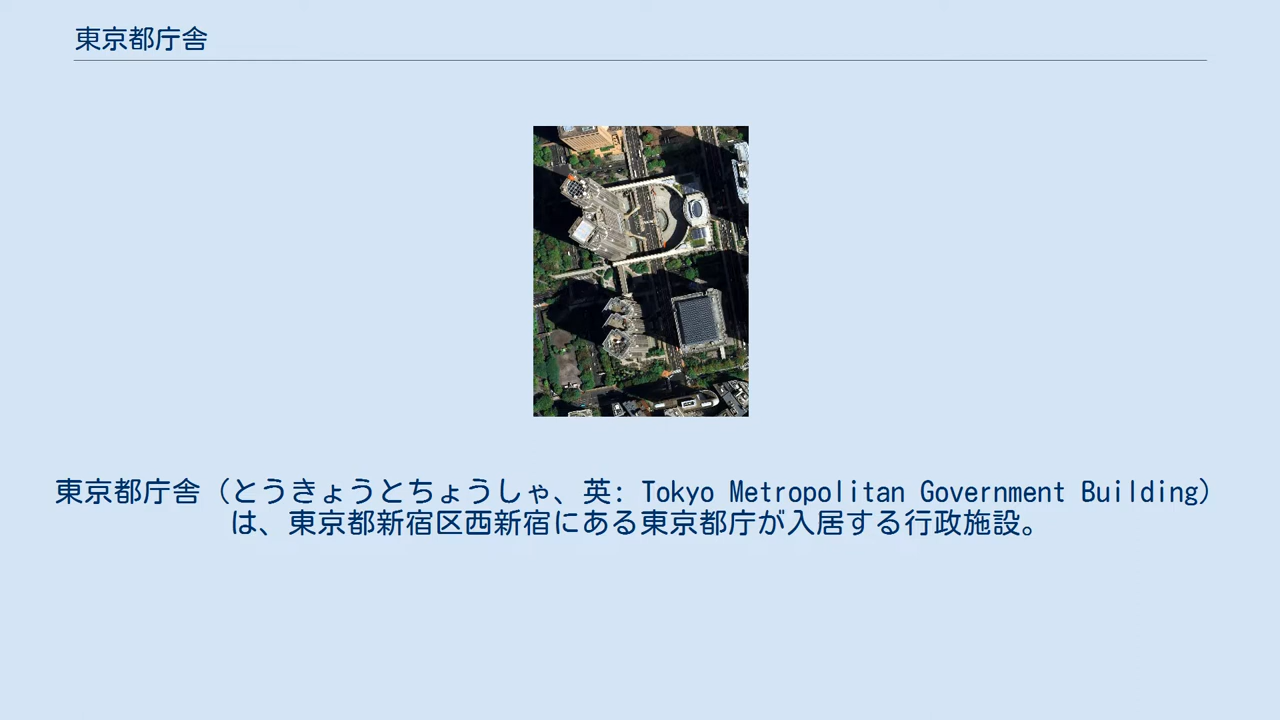 東京都庁舎
東京都庁舎（とうきょうとちょうしゃ、英: Tokyo Metropolitan Government Building）
は、東京都新宿区西新宿にある東京都庁が入居する行政施設。